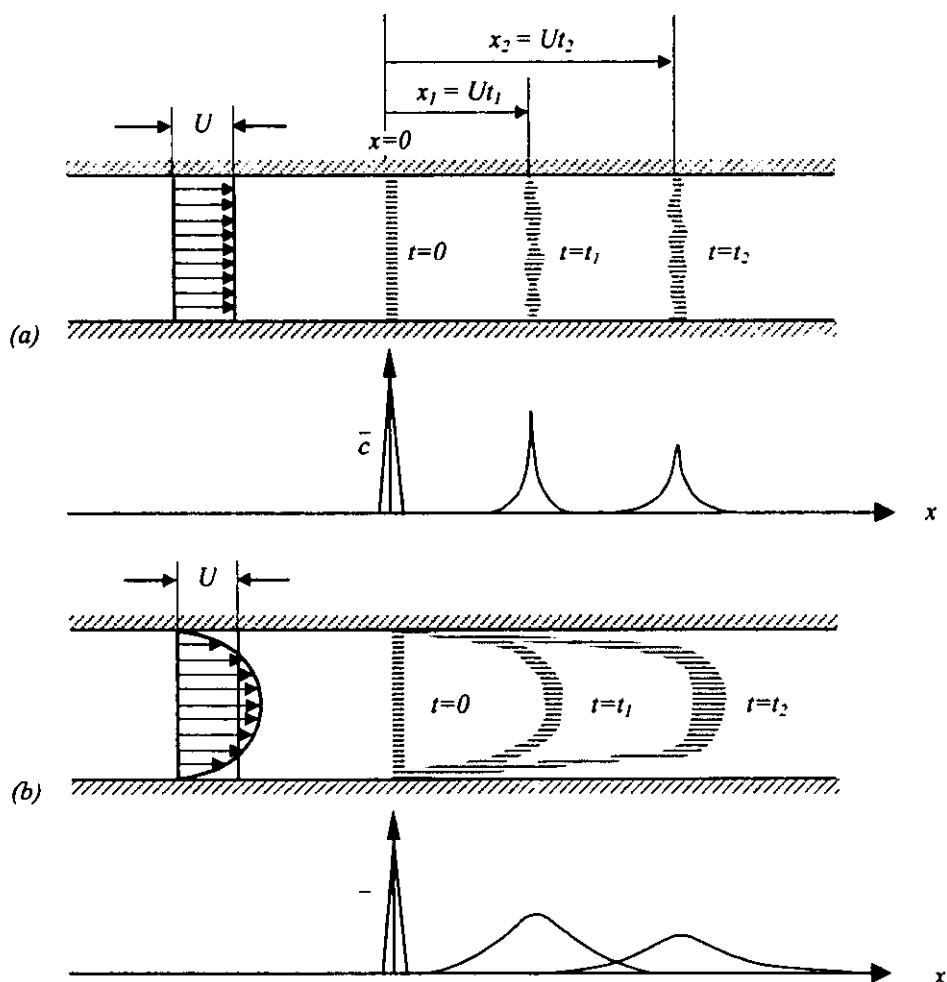 x₂ = Ut₂
x₁ = Ut₁
U
x=0
t=0
t=t₁
t=t₂
(a)
c̄
x
U
t=0
t=t₁
t=t₂
(b)
x